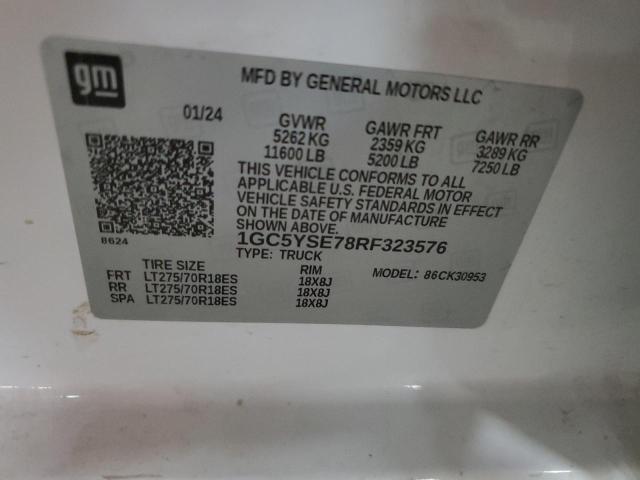 gm
MFD BY GENERAL MOTORS LLC
01/24 GVWR GAWR FRT GAWR RR
5262 KG 2359 KG 3289 KG
11600 LB 5200 LB 7250 LB
THIS VEHICLE CONFORMS TO ALL
APPLICABLE U.S. FEDERAL MOTOR
VEHICLE SAFETY STANDARDS IN EFFECT
ON THE DATE OF MANUFACTURE
SHOWN ABOVE.
8624 1GC5YSE78RF323576
TYPE: TRUCK
TIRE SIZE RIM MODEL: 86CK30953
FRT LT275/70R18ES 18X8J
RR LT275/70R18ES 18X8J
SPA LT275/70R18ES 18X8J